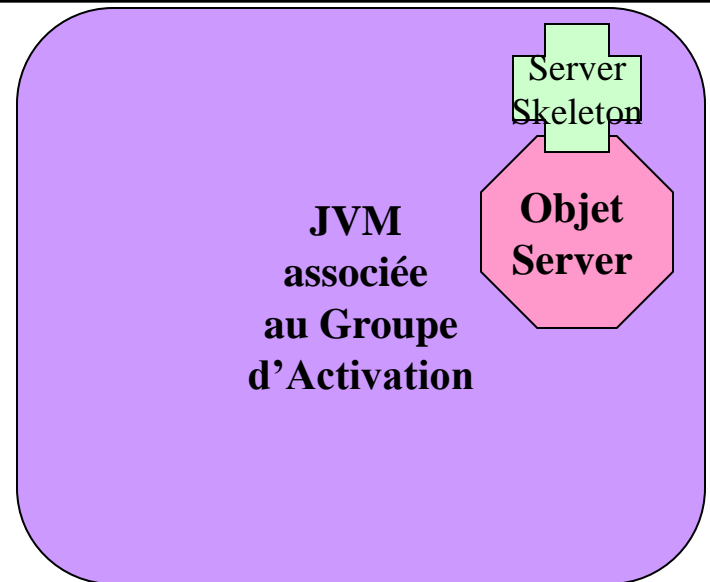 Server
Skeleton
Objet
Server
JVM
associée
au Groupe
d’Activation